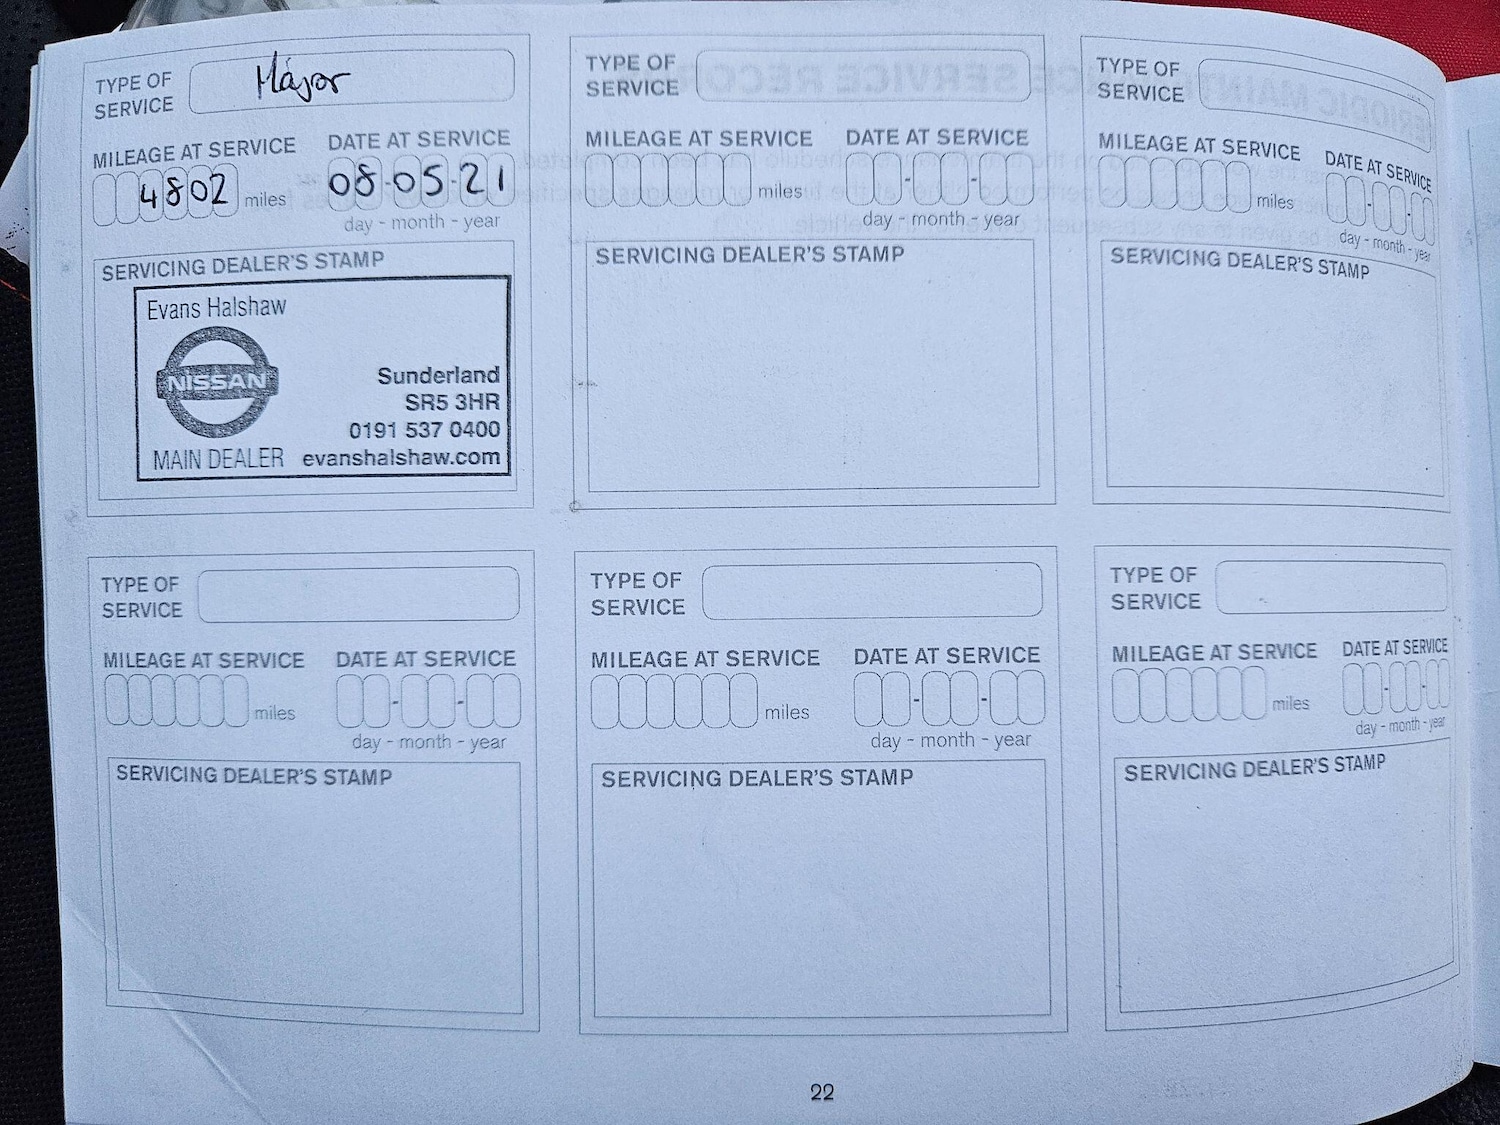 TYPE OF
SERVICE
Major
MILEAGE AT SERVICE
4802 miles
DATE AT SERVICE
08-05-21
day - month - year
SERVICING DEALER'S STAMP
Evans Halshaw
NISSAN
Sunderland
SR5 3HR
0191 537 0400
MAIN DEALER evanshalshaw.com
TYPE OF
SERVICE
MILEAGE AT SERVICE
miles
DATE AT SERVICE
day - month - year
SERVICING DEALER'S STAMP
TYPE OF
SERVICE
MILEAGE AT SERVICE
miles
DATE AT SERVICE
day - month - year
SERVICING DEALER'S STAMP
TYPE OF
SERVICE
MILEAGE AT SERVICE
miles
DATE AT SERVICE
day - month - year
SERVICING DEALER'S STAMP
TYPE OF
SERVICE
MILEAGE AT SERVICE
miles
DATE AT SERVICE
day - month - year
SERVICING DEALER'S STAMP
TYPE OF
SERVICE
MILEAGE AT SERVICE
miles
DATE AT SERVICE
day - month - year
SERVICING DEALER'S STAMP
22